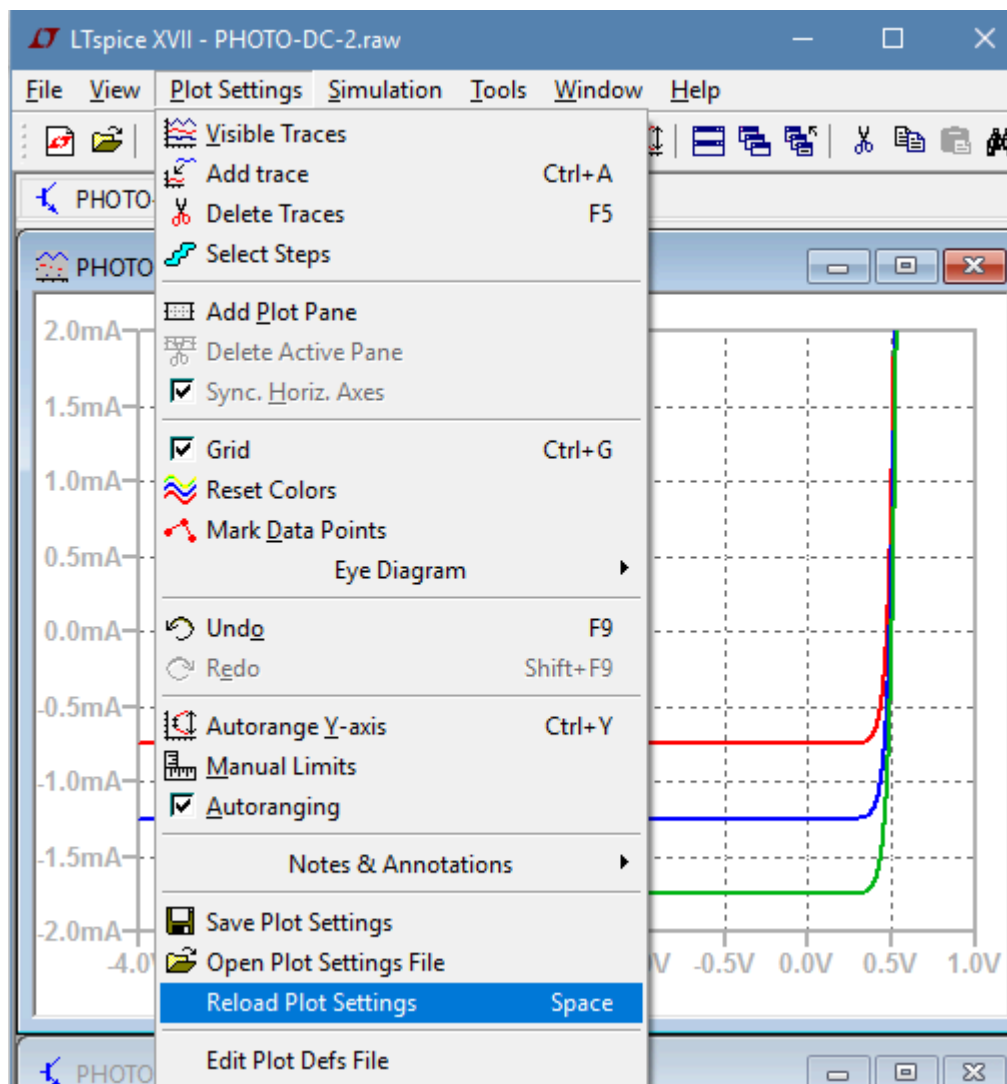 LTspice XVII - PHOTO-DC-2.raw
File View Plot Settings Simulation Tools Window Help
PHOTO-
PHOTO
Visible Traces
Add trace Ctrl+A
Delete Traces F5
Select Steps
Add Plot Pane
Delete Active Pane
Sync. Horiz. Axes
Grid Ctrl+G
Reset Colors
Mark Data Points
Eye Diagram
Undo F9
Redo Shift+F9
Autorange Y-axis Ctrl+Y
Manual Limits
Autoranging
Notes & Annotations
Save Plot Settings
Open Plot Settings File
Reload Plot Settings Space
Edit Plot Defs File
2.0mA
1.5mA
1.0mA
0.5mA
0.0mA
-0.5mA
-1.0mA
-1.5mA
-2.0mA
-4.0 V -0.5V 0.0V 0.5V 1.0V
PHOTO